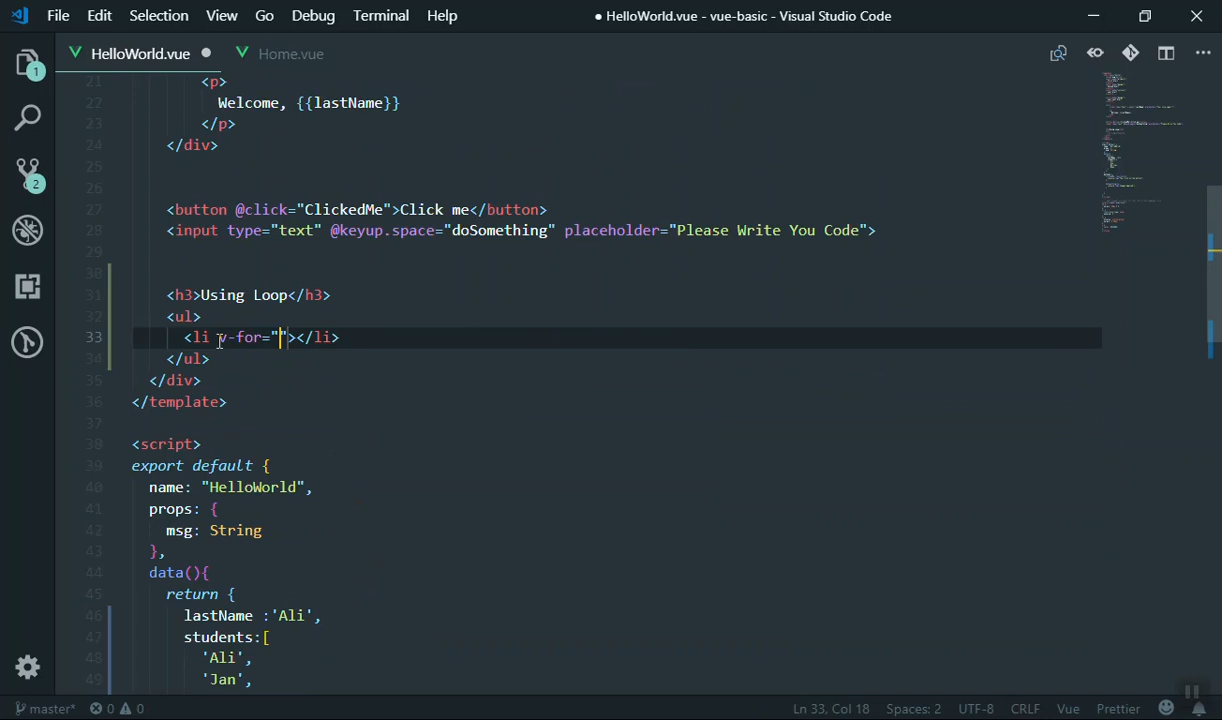 File Edit Selection View Go Debug Terminal Help ● HelloWorld.vue - vue-basic - Visual Studio Code
HelloWorld.vue ● Home.vue
1
2
21 <p>
22 Welcome, {{lastName}}
23 </p>
24 </div>
25
26
27 <button @click="ClickedMe">Click me</button>
28 <input type="text" @keyup.space="doSomething" placeholder="Please Write You Code">
29
30
31 <h3>Using Loop</h3>
32 <ul>
33 <li v-for=""></li>
34 </ul>
35 </div>
36 </template>
37
38 <script>
39 export default {
40 name: "HelloWorld",
41 props: {
42 msg: String
43 },
44 data(){
45 return {
46 lastName :'Ali',
47 students:[
48 'Ali',
49 'Jan',
master* 0 0 Ln 33, Col 18 Spaces: 2 UTF-8 CRLF Vue Prettier